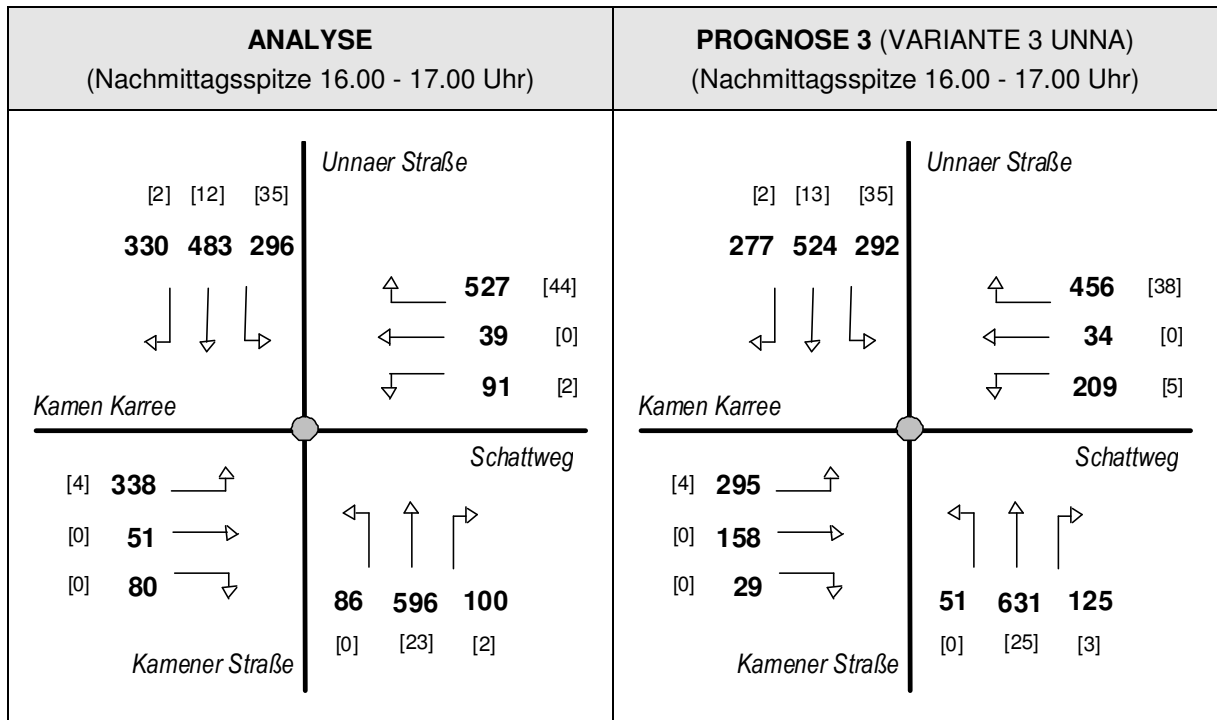 ANALYSE
(Nachmittagsspitze 16.00 - 17.00 Uhr)
Unnaer Straße
[2] [12] [35]
330 483 296
527 [44]
39 [0]
91 [2]
Kamen Karree
Schattweg
[4] 338
[0] 51
[0] 80
86 596 100
[0] [23] [2]
Kamener Straße
PROGNOSE 3 (VARIANTE 3 UNNA)
(Nachmittagsspitze 16.00 - 17.00 Uhr)
Unnaer Straße
[2] [13] [35]
277 524 292
456 [38]
34 [0]
209 [5]
Kamen Karree
Schattweg
[4] 295
[0] 158
[0] 29
51 631 125
[0] [25] [3]
Kamener Straße